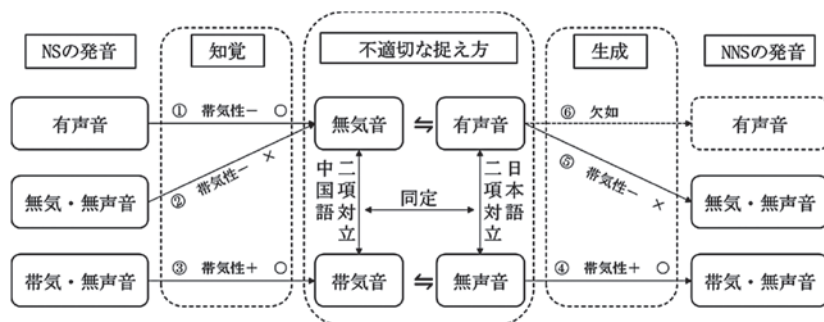 NSの発音
知覚
不適切な捉え方
生成
NNSの発音
有声音
① 帯気性－ ○
無気音
⇋
有声音
⑥ 欠如
有声音
無気・無声音
② 帯気性－ ×
中国語
二項対立
同定
二項対立
日本語
⑤ 帯気性－ ×
無気・無声音
帯気・無声音
③ 帯気性＋ ○
帯気音
⇋
無声音
④ 帯気性＋ ○
帯気・無声音